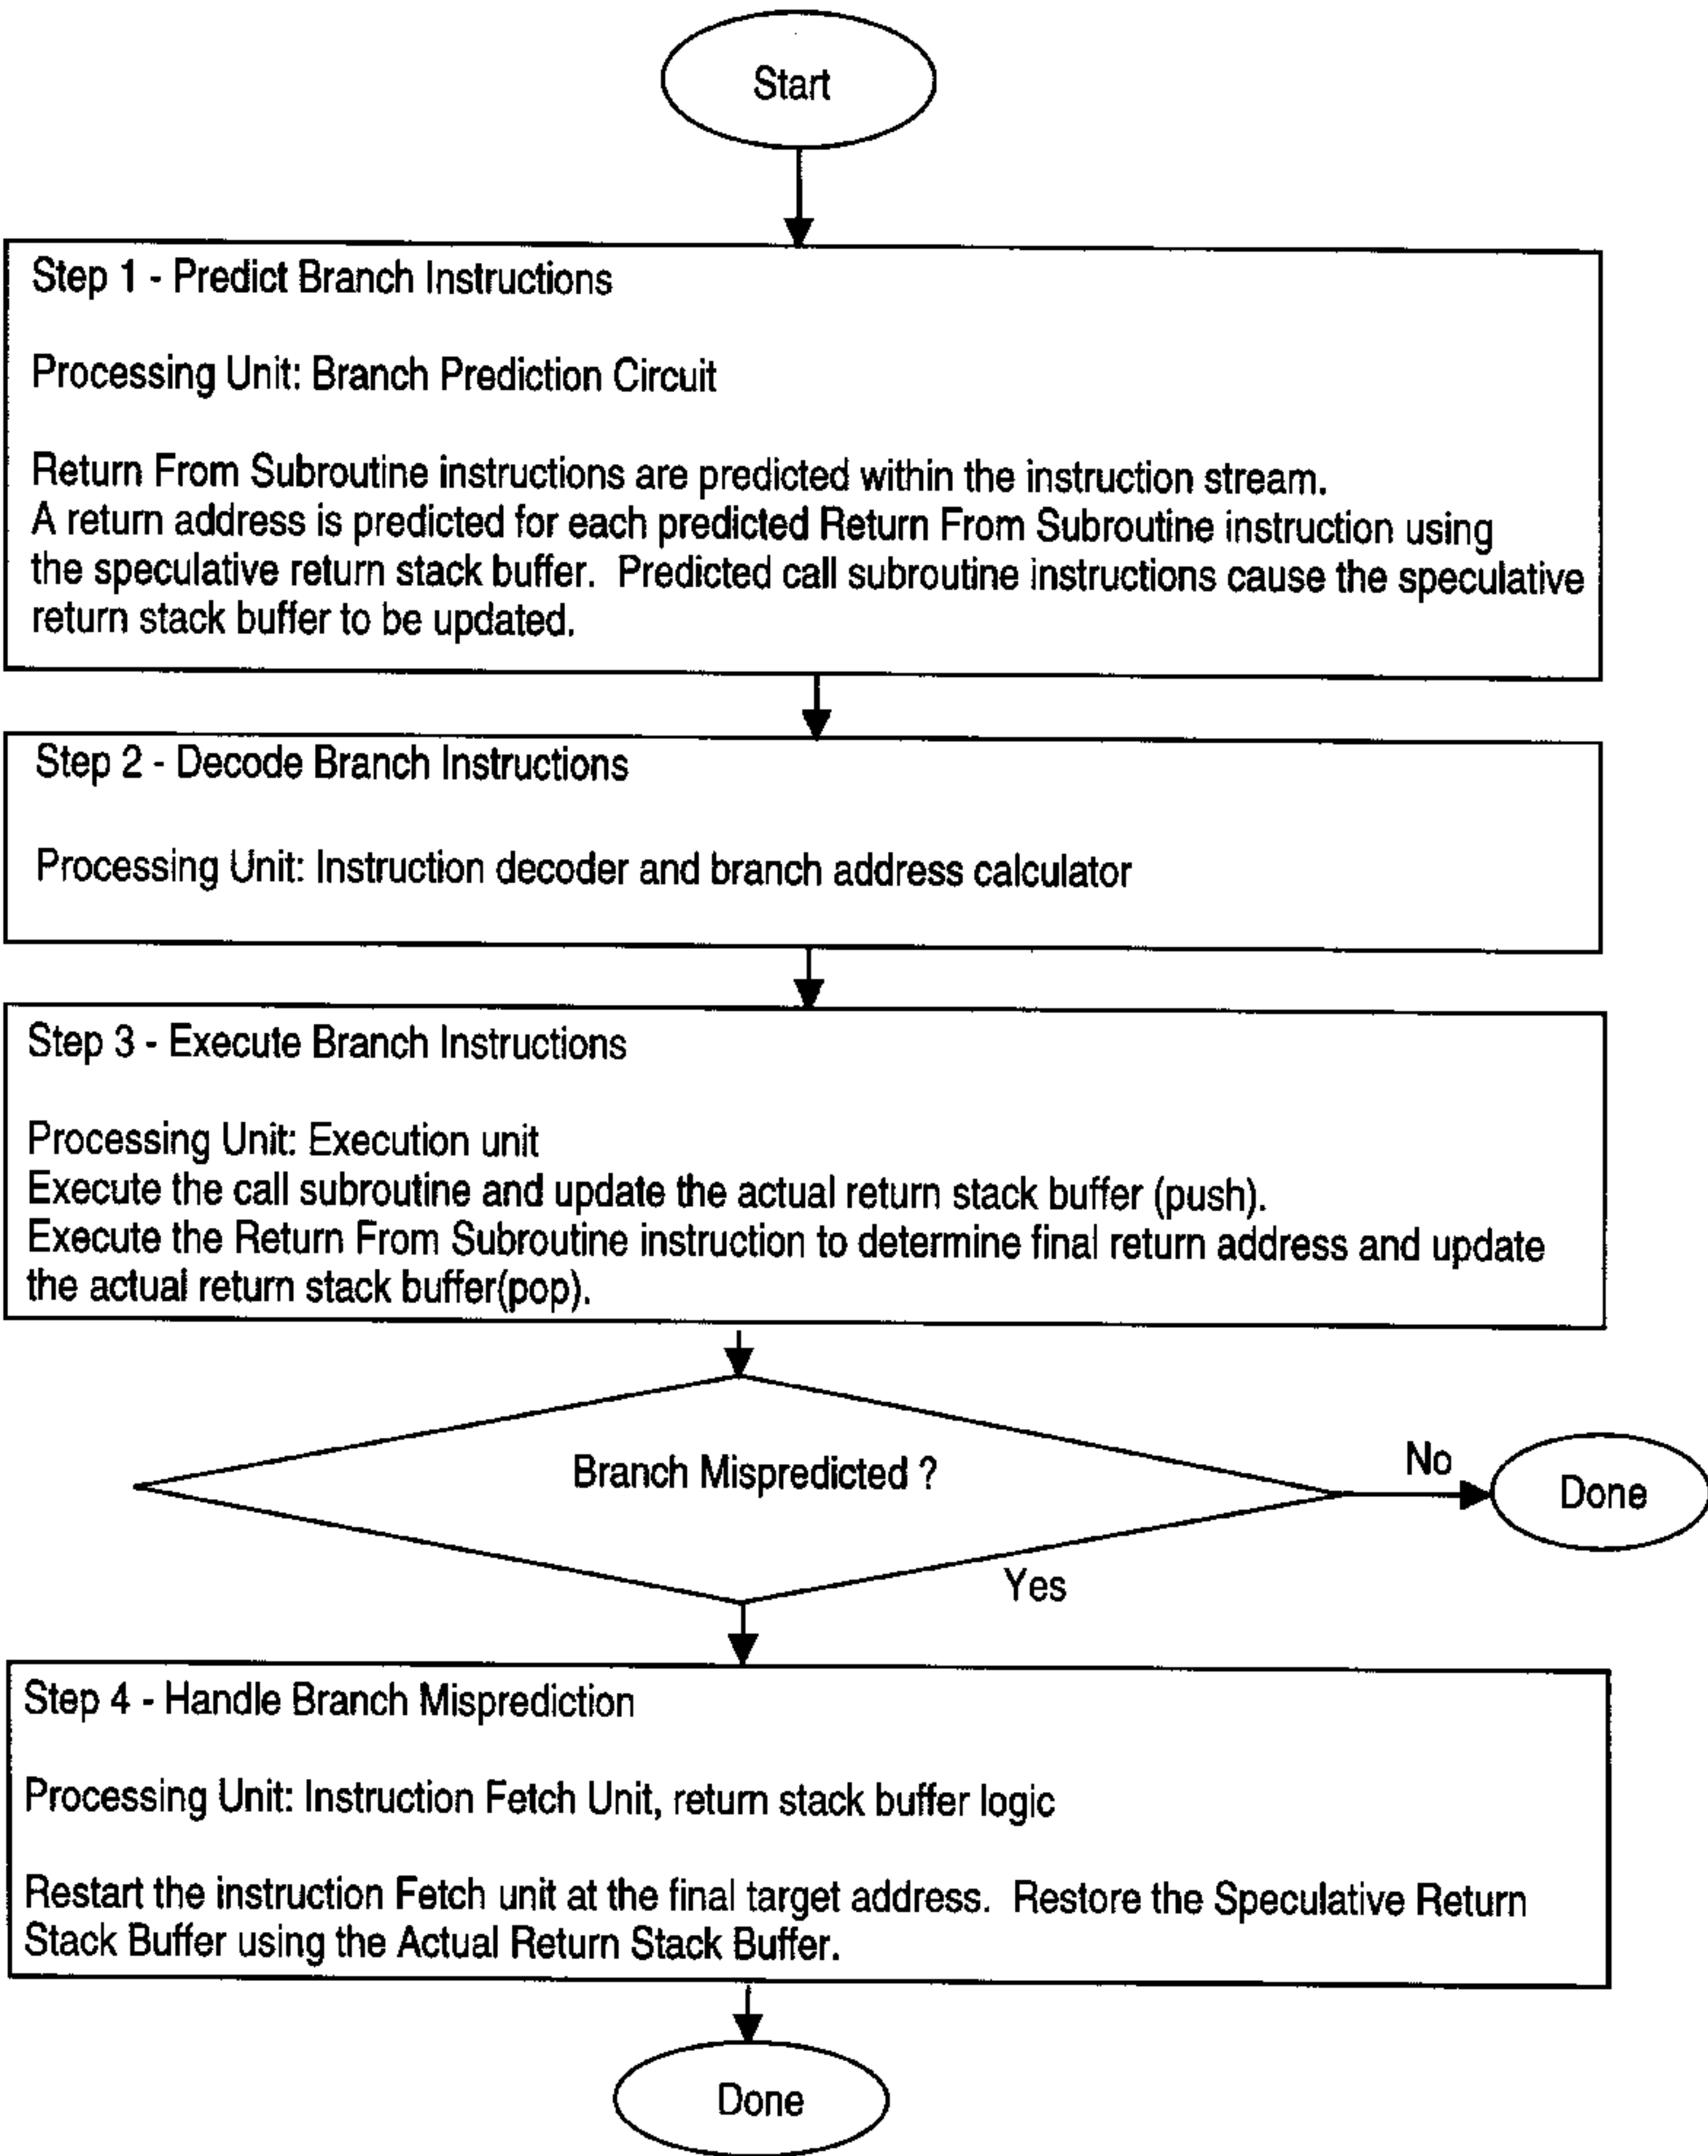 Start
Step 1 - Predict Branch Instructions
Processing Unit: Branch Prediction Circuit
Return From Subroutine instructions are predicted within the instruction stream.
A return address is predicted for each predicted Return From Subroutine instruction using
the speculative return stack buffer. Predicted call subroutine instructions cause the speculative
return stack buffer to be updated.
Step 2 - Decode Branch Instructions
Processing Unit: Instruction decoder and branch address calculator
Step 3 - Execute Branch Instructions
Processing Unit: Execution unit
Execute the call subroutine and update the actual return stack buffer (push).
Execute the Return From Subroutine instruction to determine final return address and update
the actual return stack buffer(pop).
Branch Mispredicted ?
No
Done
Yes
Step 4 - Handle Branch Misprediction
Processing Unit: Instruction Fetch Unit, return stack buffer logic
Restart the instruction Fetch unit at the final target address. Restore the Speculative Return
Stack Buffer using the Actual Return Stack Buffer.
Done